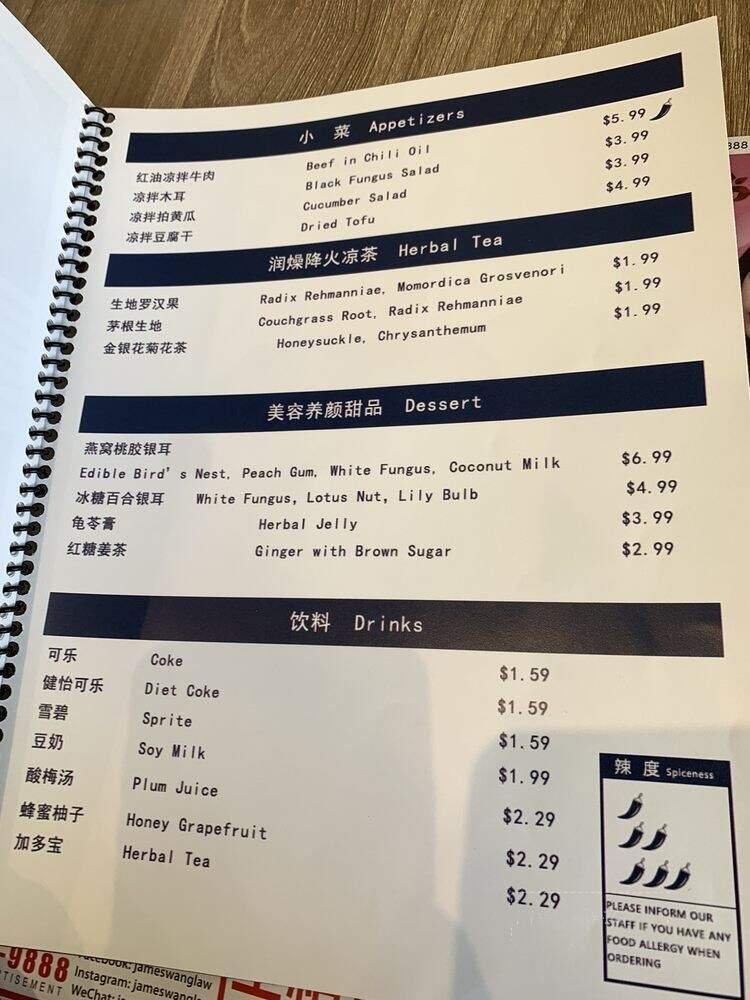 小 菜 Appetizers
红油凉拌牛肉 Beef in Chili Oil $5.99
凉拌木耳 Black Fungus Salad $3.99
凉拌拍黄瓜 Cucumber Salad $3.99
凉拌豆腐干 Dried Tofu $4.99
润燥降火凉茶 Herbal Tea
生地罗汉果 Radix Rehmanniae, Momordica Grosvenori $1.99
茅根生地 Couchgrass Root, Radix Rehmanniae $1.99
金银花菊花茶 Honeysuckle, Chrysanthemum $1.99
美容养颜甜品 Dessert
燕窝桃胶银耳
Edible Bird's Nest, Peach Gum, White Fungus, Coconut Milk $6.99
冰糖百合银耳 White Fungus, Lotus Nut, Lily Bulb $4.99
龟苓膏 Herbal Jelly $3.99
红糖姜茶 Ginger with Brown Sugar $2.99
饮料 Drinks
可乐 Coke $1.59
健怡可乐 Diet Coke $1.59
雪碧 Sprite $1.59
豆奶 Soy Milk $1.99
酸梅汤 Plum Juice $2.29
蜂蜜柚子 Honey Grapefruit $2.29
加多宝 Herbal Tea $2.29
辣 度 Spiciness
PLEASE INFORM OUR
STAFF IF YOU HAVE ANY
FOOD ALLERGY WHEN
ORDERING
888
-9888
Facebook: jameswanglaw
Instagram: jameswanglaw
WeChat: